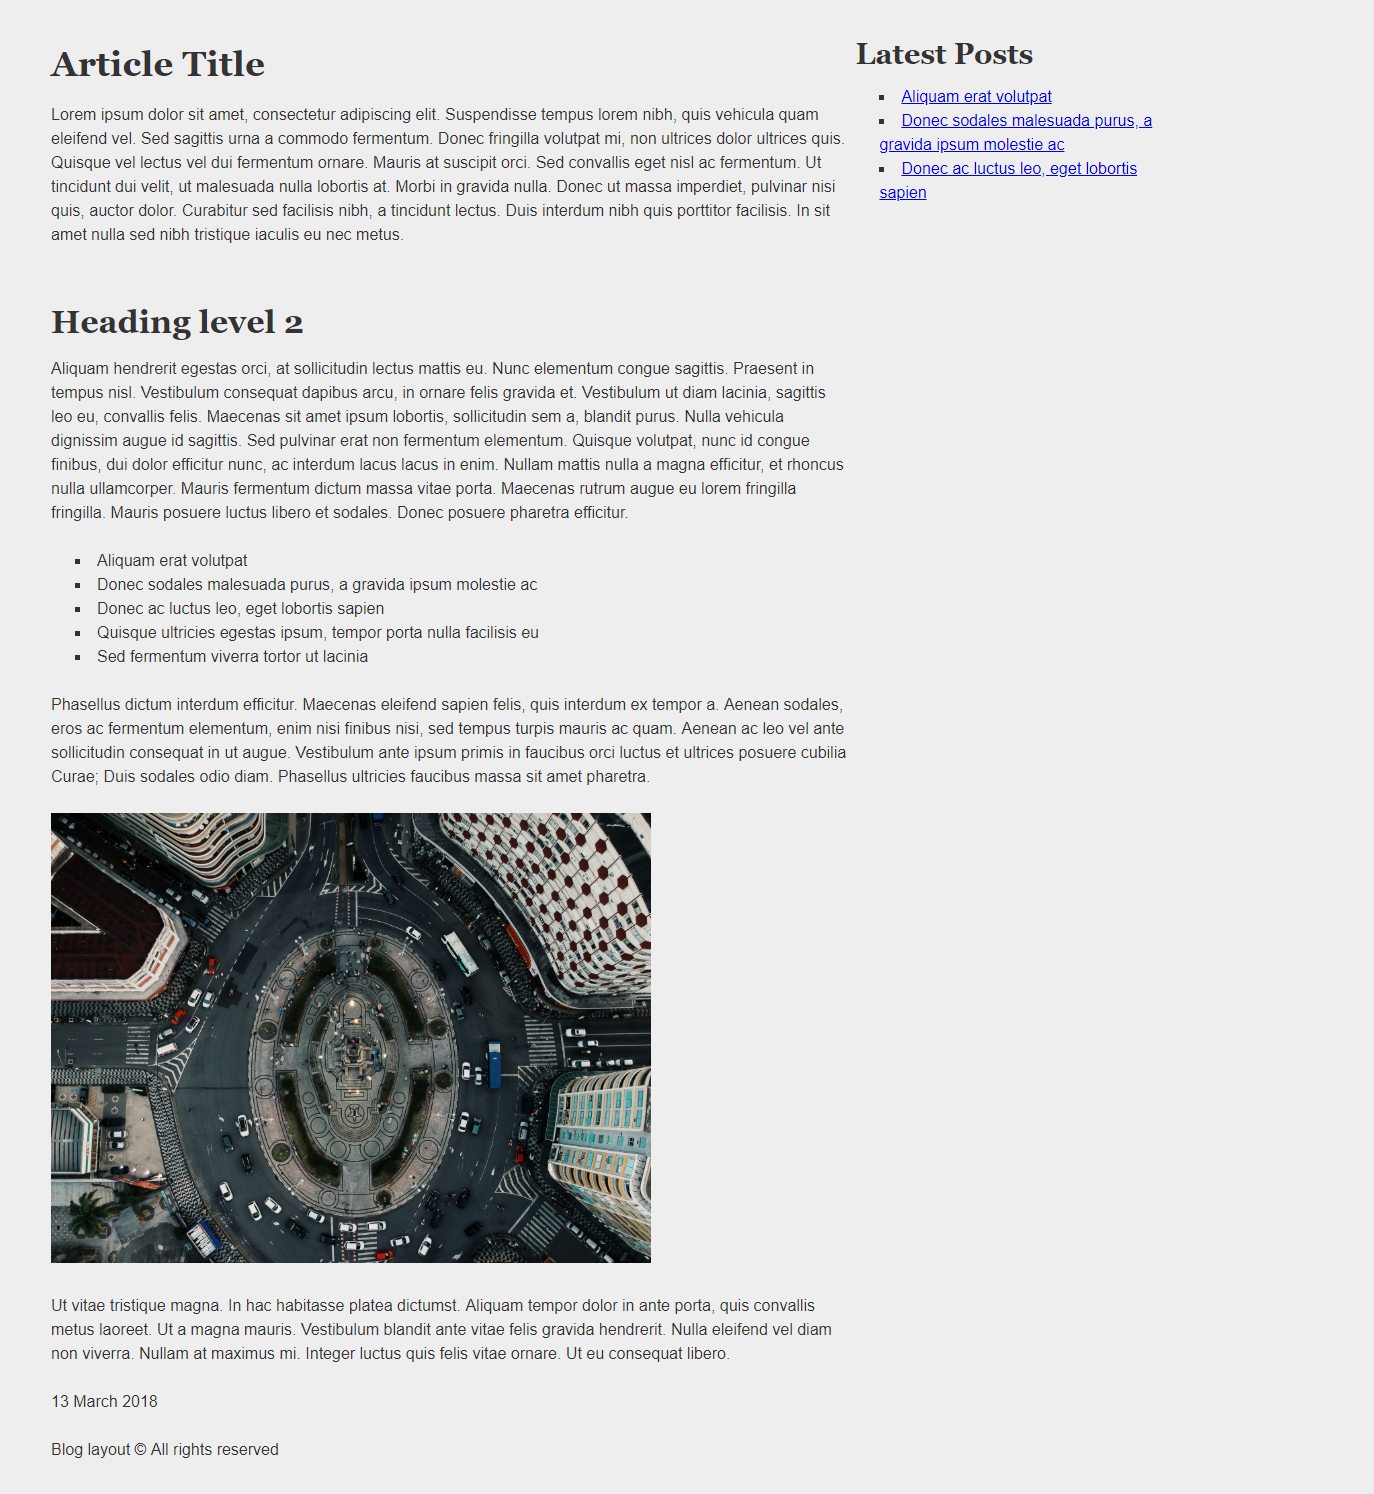 Article Title
Lorem ipsum dolor sit amet, consectetur adipiscing elit. Suspendisse tempus lorem nibh, quis vehicula quam
eleifend vel. Sed sagittis urna a commodo fermentum. Donec fringilla volutpat mi, non ultrices dolor ultrices quis.
Quisque vel lectus vel dui fermentum ornare. Mauris at suscipit orci. Sed convallis eget nisl ac fermentum. Ut
tincidunt dui velit, ut malesuada nulla lobortis at. Morbi in gravida nulla. Donec ut massa imperdiet, pulvinar nisi
quis, auctor dolor. Curabitur sed facilisis nibh, a tincidunt lectus. Duis interdum nibh quis porttitor facilisis. In sit
amet nulla sed nibh tristique iaculis eu nec metus.
Heading level 2
Aliquam hendrerit egestas orci, at sollicitudin lectus mattis eu. Nunc elementum congue sagittis. Praesent in
tempus nisl. Vestibulum consequat dapibus arcu, in ornare felis gravida et. Vestibulum ut diam lacinia, sagittis
leo eu, convallis felis. Maecenas sit amet ipsum lobortis, sollicitudin sem a, blandit purus. Nulla vehicula
dignissim augue id sagittis. Sed pulvinar erat non fermentum elementum. Quisque volutpat, nunc id congue
finibus, dui dolor efficitur nunc, ac interdum lacus lacus in enim. Nullam mattis nulla a magna efficitur, et rhoncus
nulla ullamcorper. Mauris fermentum dictum massa vitae porta. Maecenas rutrum augue eu lorem fringilla
fringilla. Mauris posuere luctus libero et sodales. Donec posuere pharetra efficitur.
Aliquam erat volutpat
Donec sodales malesuada purus, a gravida ipsum molestie ac
Donec ac luctus leo, eget lobortis sapien
Quisque ultricies egestas ipsum, tempor porta nulla facilisis eu
Sed fermentum viverra tortor ut lacinia
Phasellus dictum interdum efficitur. Maecenas eleifend sapien felis, quis interdum ex tempor a. Aenean sodales,
eros ac fermentum elementum, enim nisi finibus nisi, sed tempus turpis mauris ac quam. Aenean ac leo vel ante
sollicitudin consequat in ut augue. Vestibulum ante ipsum primis in faucibus orci luctus et ultrices posuere cubilia
Curae; Duis sodales odio diam. Phasellus ultricies faucibus massa sit amet pharetra.
Ut vitae tristique magna. In hac habitasse platea dictumst. Aliquam tempor dolor in ante porta, quis convallis
metus laoreet. Ut a magna mauris. Vestibulum blandit ante vitae felis gravida hendrerit. Nulla eleifend vel diam
non viverra. Nullam at maximus mi. Integer luctus quis felis vitae ornare. Ut eu consequat libero.
13 March 2018
Blog layout © All rights reserved
Latest Posts
Aliquam erat volutpat
Donec sodales malesuada purus, a
gravida ipsum molestie ac
Donec ac luctus leo, eget lobortis
sapien